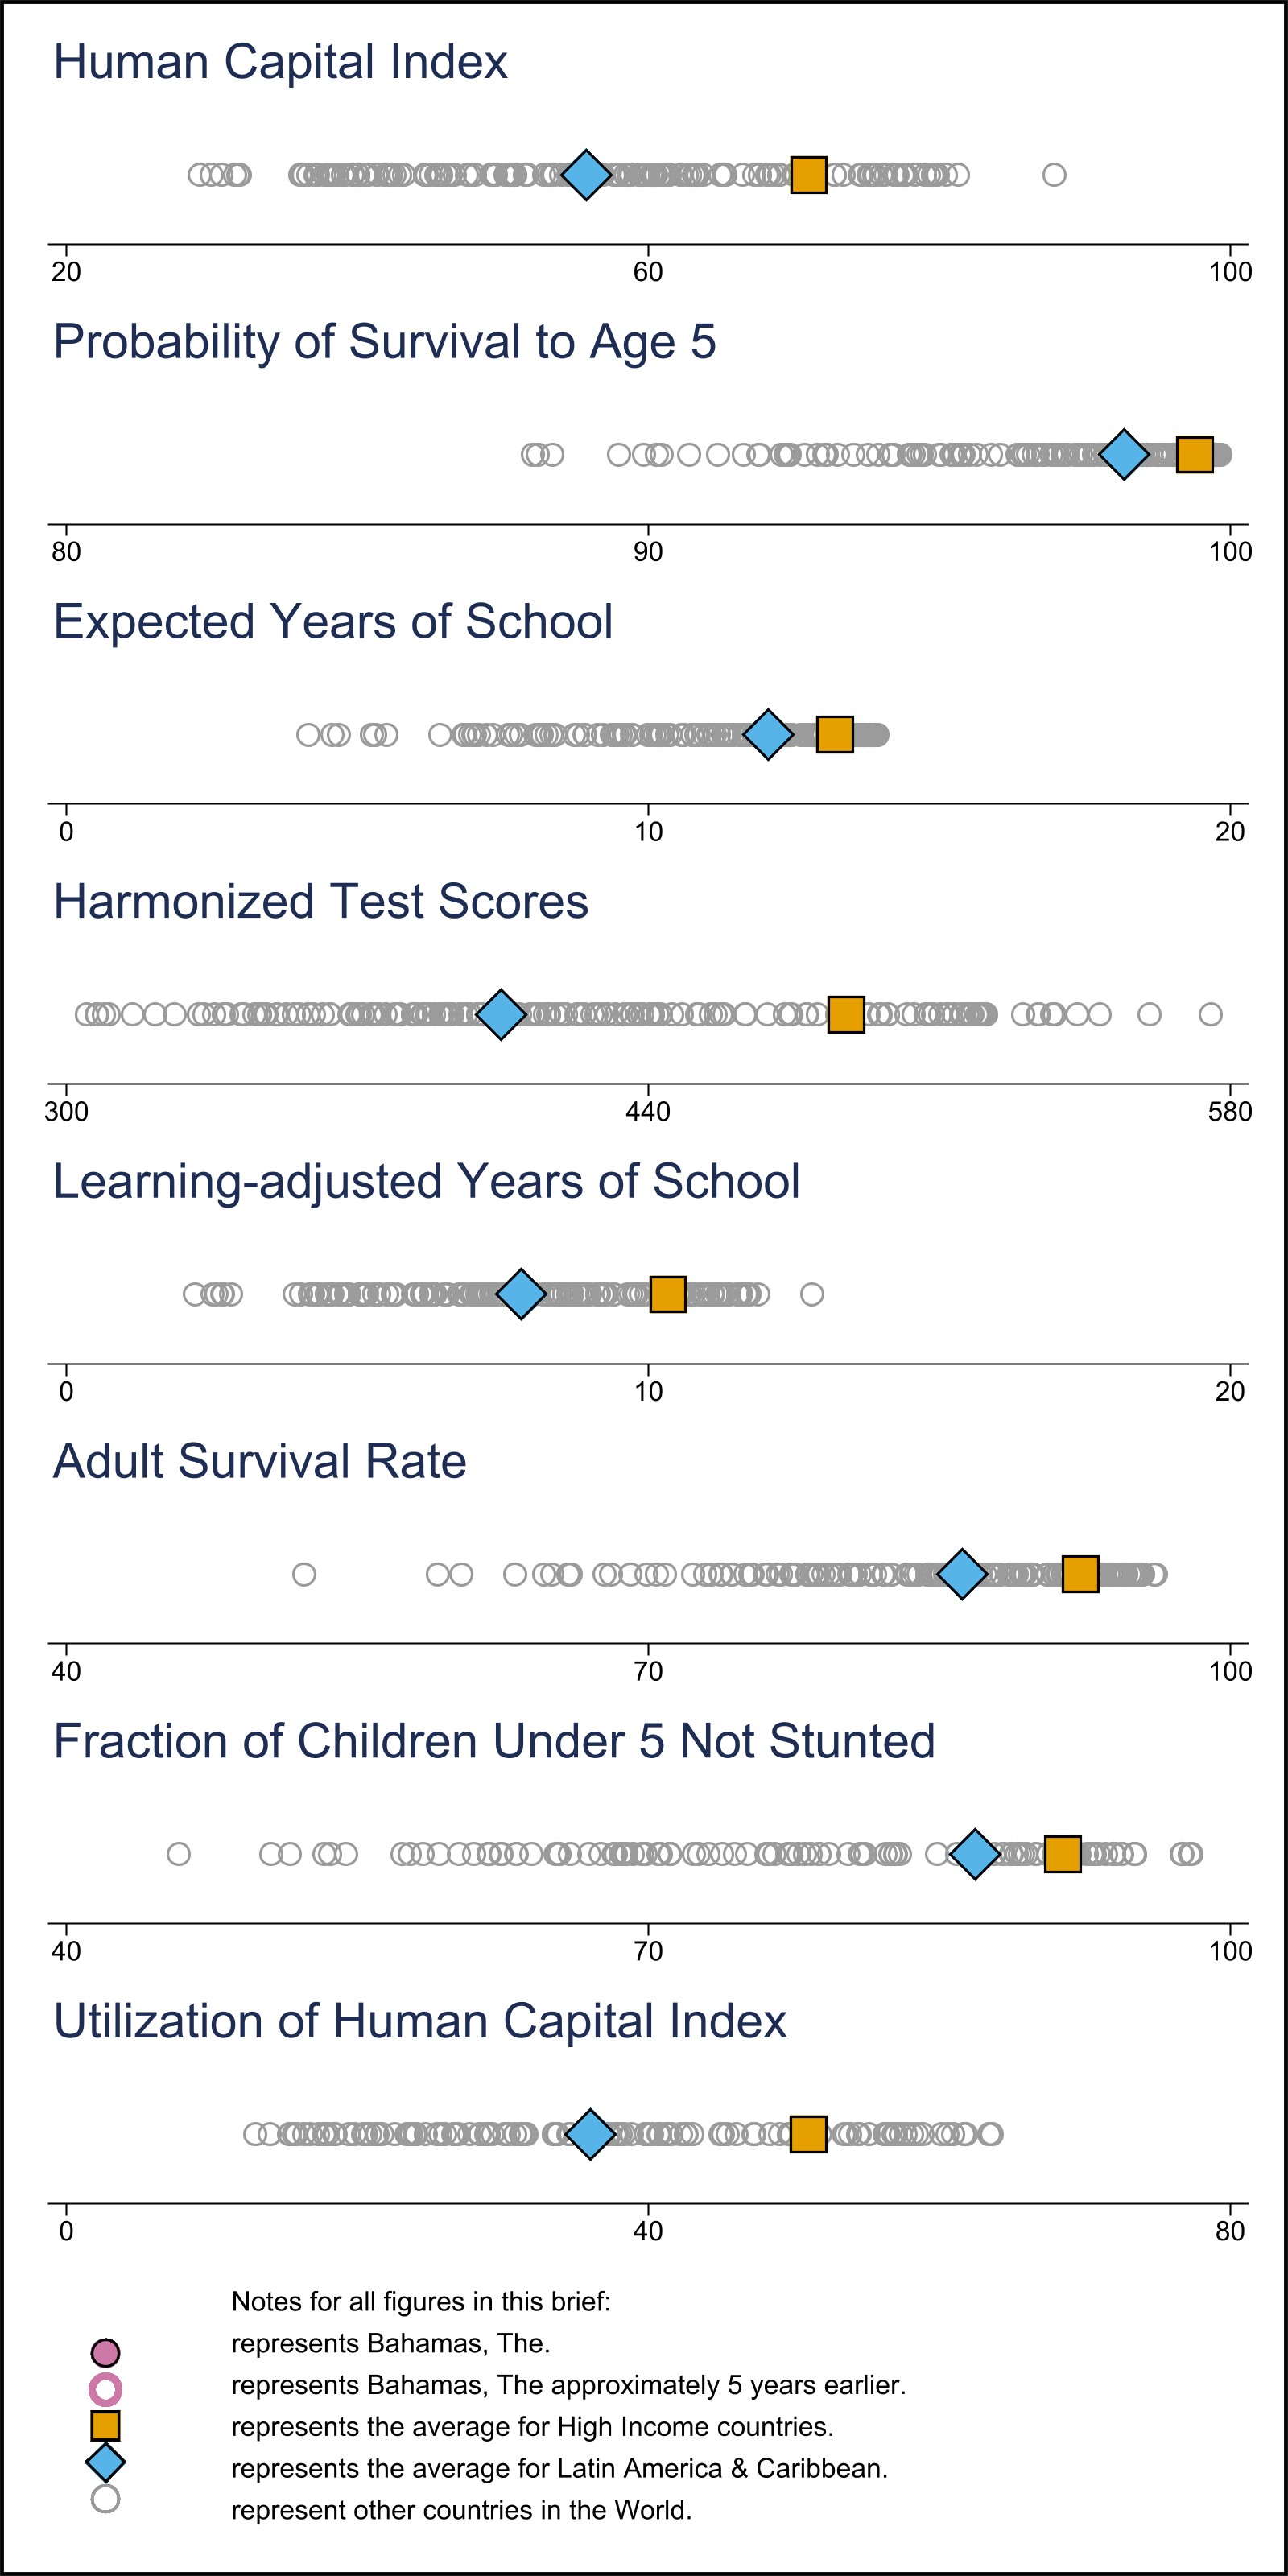 Human Capital Index
20 60 100
Probability of Survival to Age 5
80 90 100
Expected Years of School
0 10 20
Harmonized Test Scores
300 440 580
Learning-adjusted Years of School
0 10 20
Adult Survival Rate
40 70 100
Fraction of Children Under 5 Not Stunted
40 70 100
Utilization of Human Capital Index
0 40 80
Notes for all figures in this brief:
represents Bahamas, The.
represents Bahamas, The approximately 5 years earlier.
represents the average for High Income countries.
represents the average for Latin America & Caribbean.
represent other countries in the World.